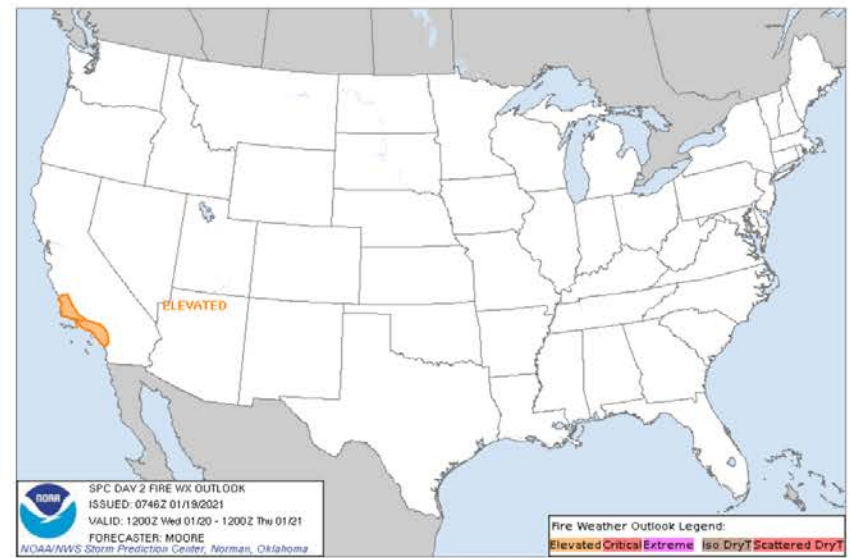 ELEVATED
NOAA
SPC DAY 2 FIRE WX OUTLOOK
ISSUED: 0746Z 01/19/2021
VALID: 1200Z Wed 01/20 - 1200Z Thu 01/21
FORECASTER: MOORE
NOAA/NWS Storm Prediction Center, Norman, Oklahoma
Fire Weather Outlook Legend:
Elevated Critical Extreme Iso DryT Scattered DryT